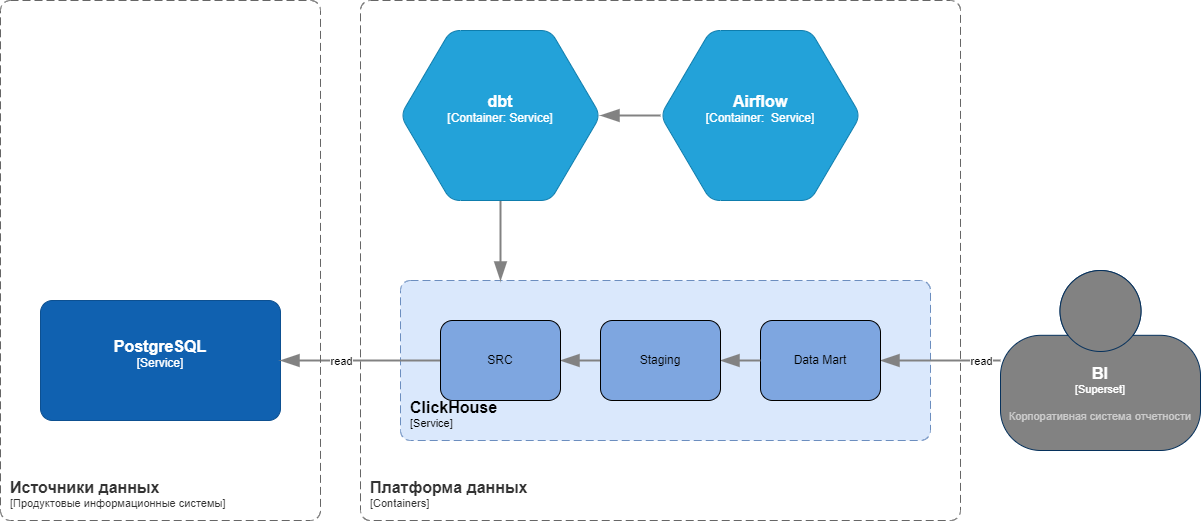 dbt
[Container: Service]
Airflow
[Container: Service]
PostgreSQL
[Service]
read
SRC
Staging
Data Mart
read
ClickHouse
[Service]
BI
[Superset]
Корпоративная система отчетности
Источники данных
[Продуктовые информационные системы]
Платформа данных
[Containers]